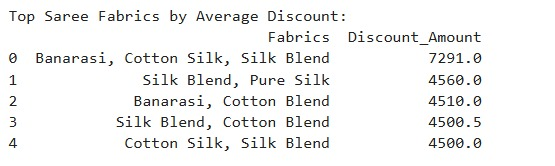 Top Saree Fabrics by Average Discount:
Fabrics Discount_Amount
0 Banarasi, Cotton Silk, Silk Blend 7291.0
1 Silk Blend, Pure Silk 4560.0
2 Banarasi, Cotton Blend 4510.0
3 Silk Blend, Cotton Blend 4500.5
4 Cotton Silk, Silk Blend 4500.0